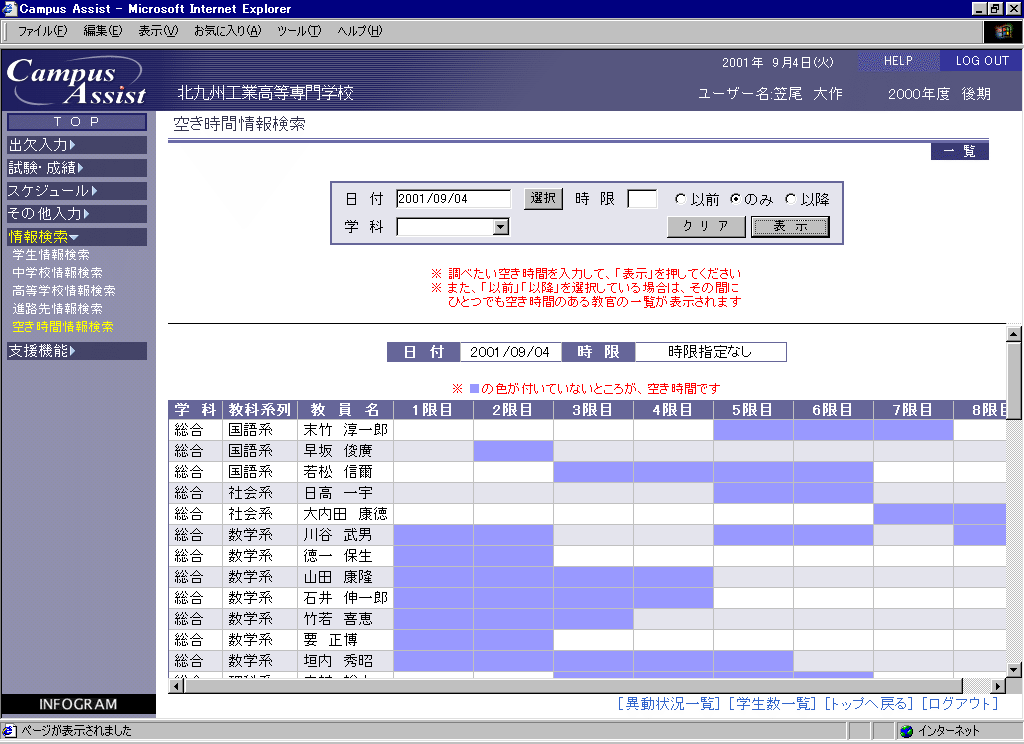 Campus Assist - Microsoft Internet Explorer
ファイル(F) 編集(E) 表示(V) お気に入り(A) ツール(T) ヘルプ(H)
Campus Assist
2001年 9月4日(火) HELP LOG OUT
北九州工業高等専門学校 ユーザー名:笠尾 大作 2000年度 後期
TOP
出欠入力
試験・成績
スケジュール
その他入力
情報検索
学生情報検索
中学校情報検索
高等学校情報検索
進路先情報検索
空き時間情報検索
支援機能
INFOGRAM
空き時間情報検索
一覧
日付 2001/09/04 選択 時限 以前 のみ 以降
学科 クリア 表示
※ 調べたい空き時間を入力して、「表示」を押してください
※ また、「以前」「以降」を選択している場合は、その間に
ひとつでも空き時間のある教官の一覧が表示されます
日付 2001/09/04 時限 時限指定なし
※ ■の色が付いていないところが、空き時間です
学科 教科系列 教員名 1限目 2限目 3限目 4限目 5限目 6限目 7限目 8限目
総合 国語系 末竹 淳一郎
総合 国語系 早坂 俊廣
総合 国語系 若松 信爾
総合 社会系 日高 一宇
総合 社会系 大内田 康徳
総合 数学系 川谷 武男
総合 数学系 徳一 保生
総合 数学系 山田 康隆
総合 数学系 石井 伸一郎
総合 数学系 竹若 喜恵
総合 数学系 要 正博
総合 数学系 垣内 秀昭
[異動状況一覧] [学生数一覧] [トップへ戻る] [ログアウト]
ページが表示されました インターネット